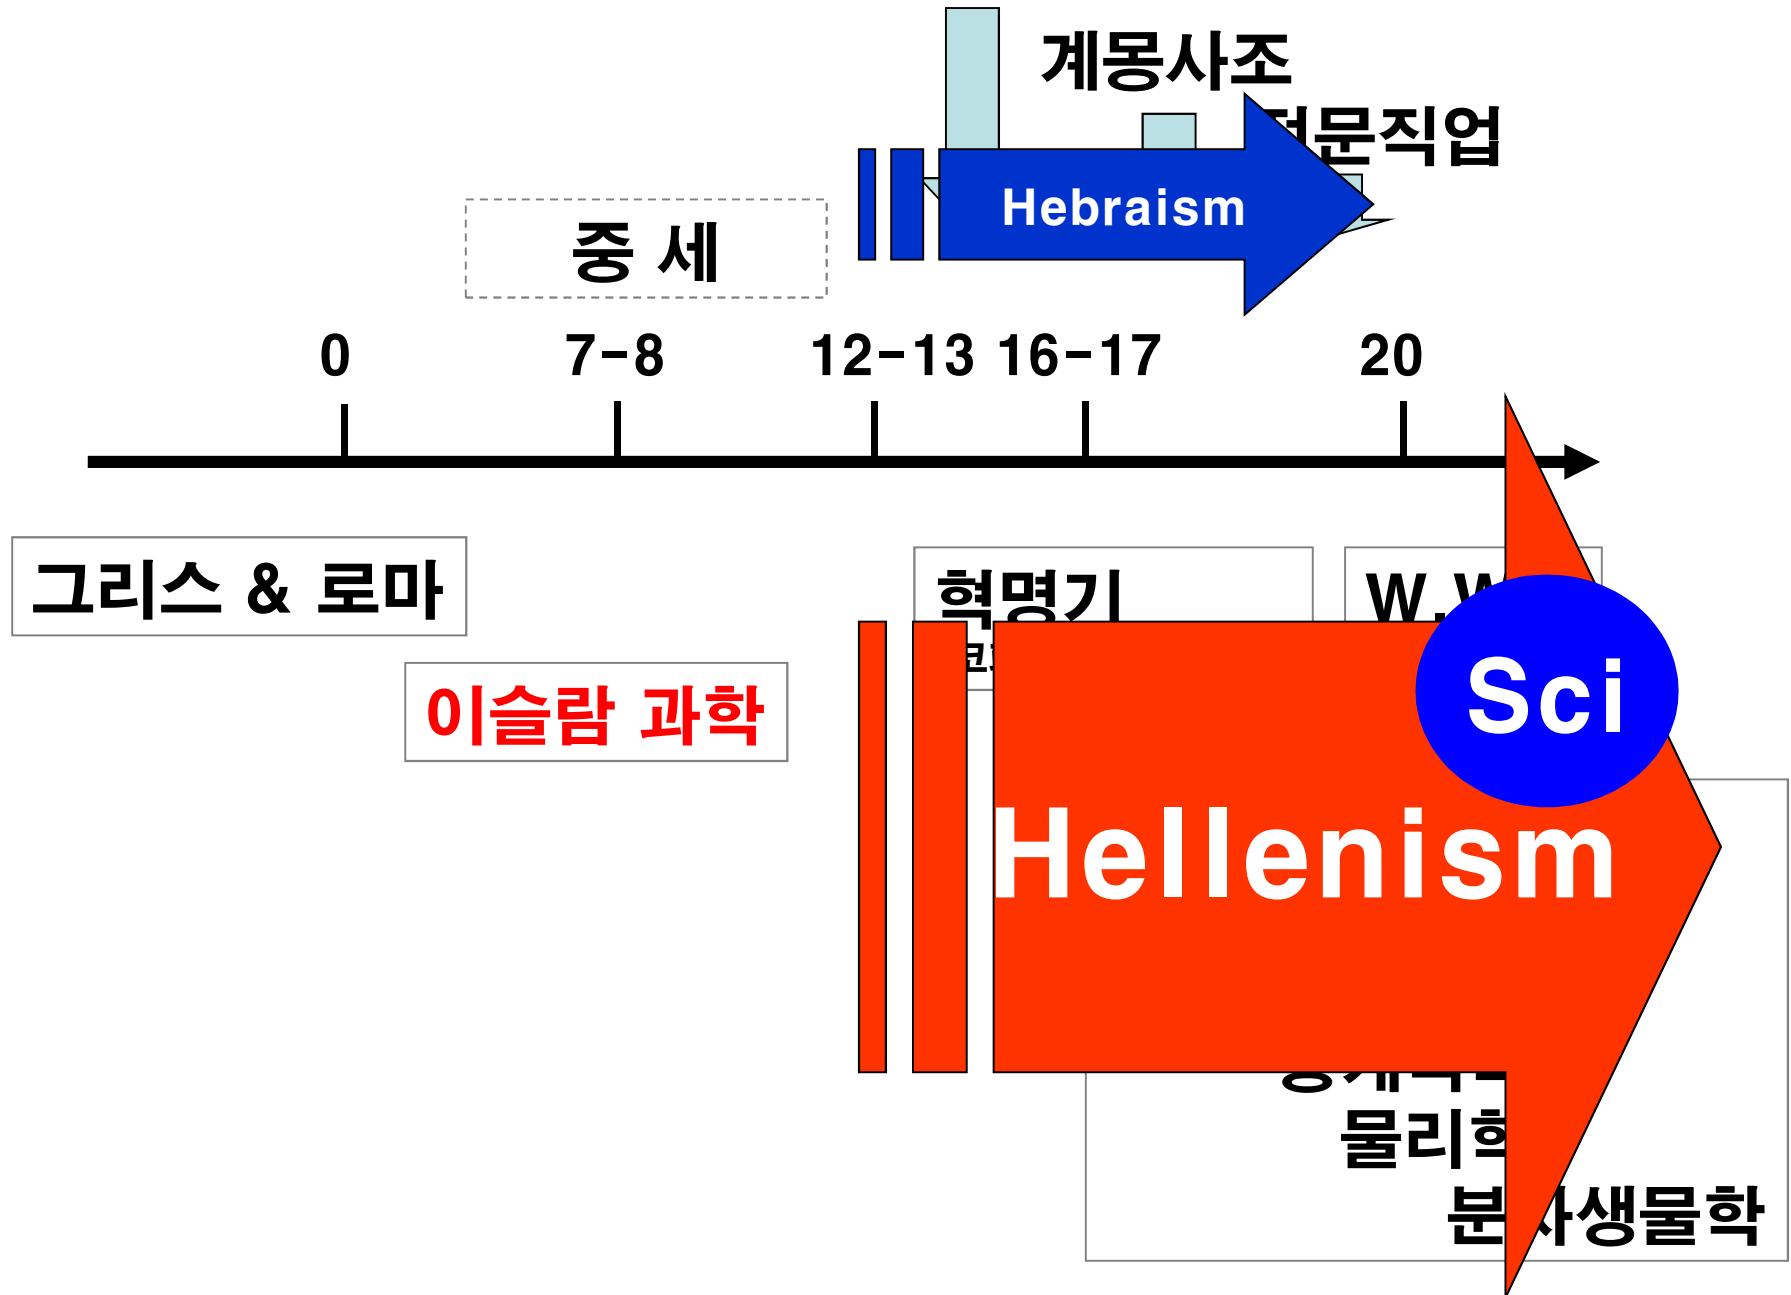 계몽사조
전문직업
Hebraism
중 세
0 7-8 12-13 16-17 20
그리스 & 로마
혁명기
이슬람 과학
Sci
Hellenism
물리학
분자생물학